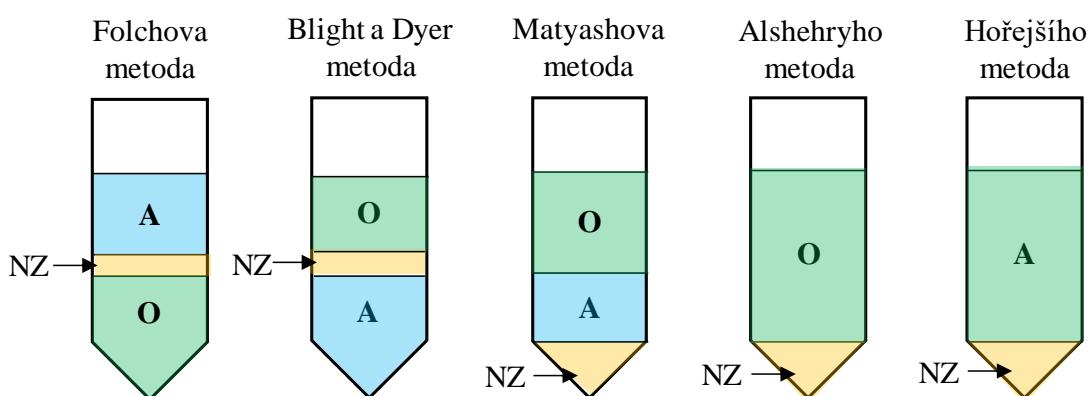 Folchova metoda
Blight a Dyer metoda
Matyashova metoda
Alshehryho metoda
Hořejšího metoda
A
NZ
O
O
NZ
A
O
A
NZ
O
NZ
A
NZ